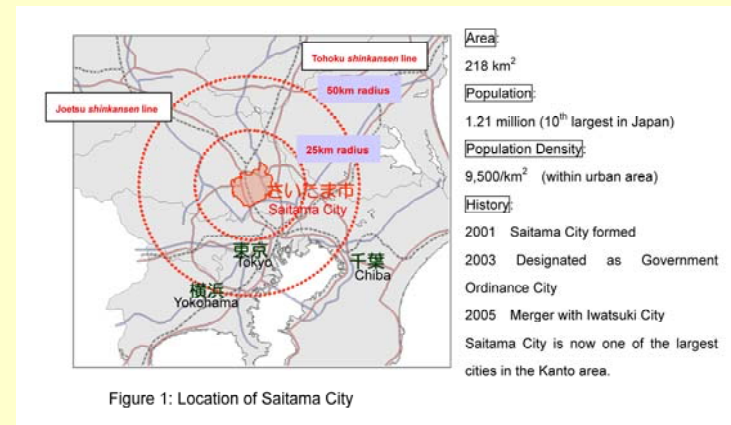 Tohoku shinkansen line
50km radius
Joetsu shinkansen line
25km radius
さいたま市
Saitama City
東京
Tokyo
千葉
Chiba
横浜
Yokohama
Figure 1: Location of Saitama City
Area:
218 km²
Population:
1.21 million (10th largest in Japan)
Population Density:
9,500/km² (within urban area)
History:
2001 Saitama City formed
2003 Designated as Government
Ordinance City
2005 Merger with Iwatsuki City
Saitama City is now one of the largest
cities in the Kanto area.